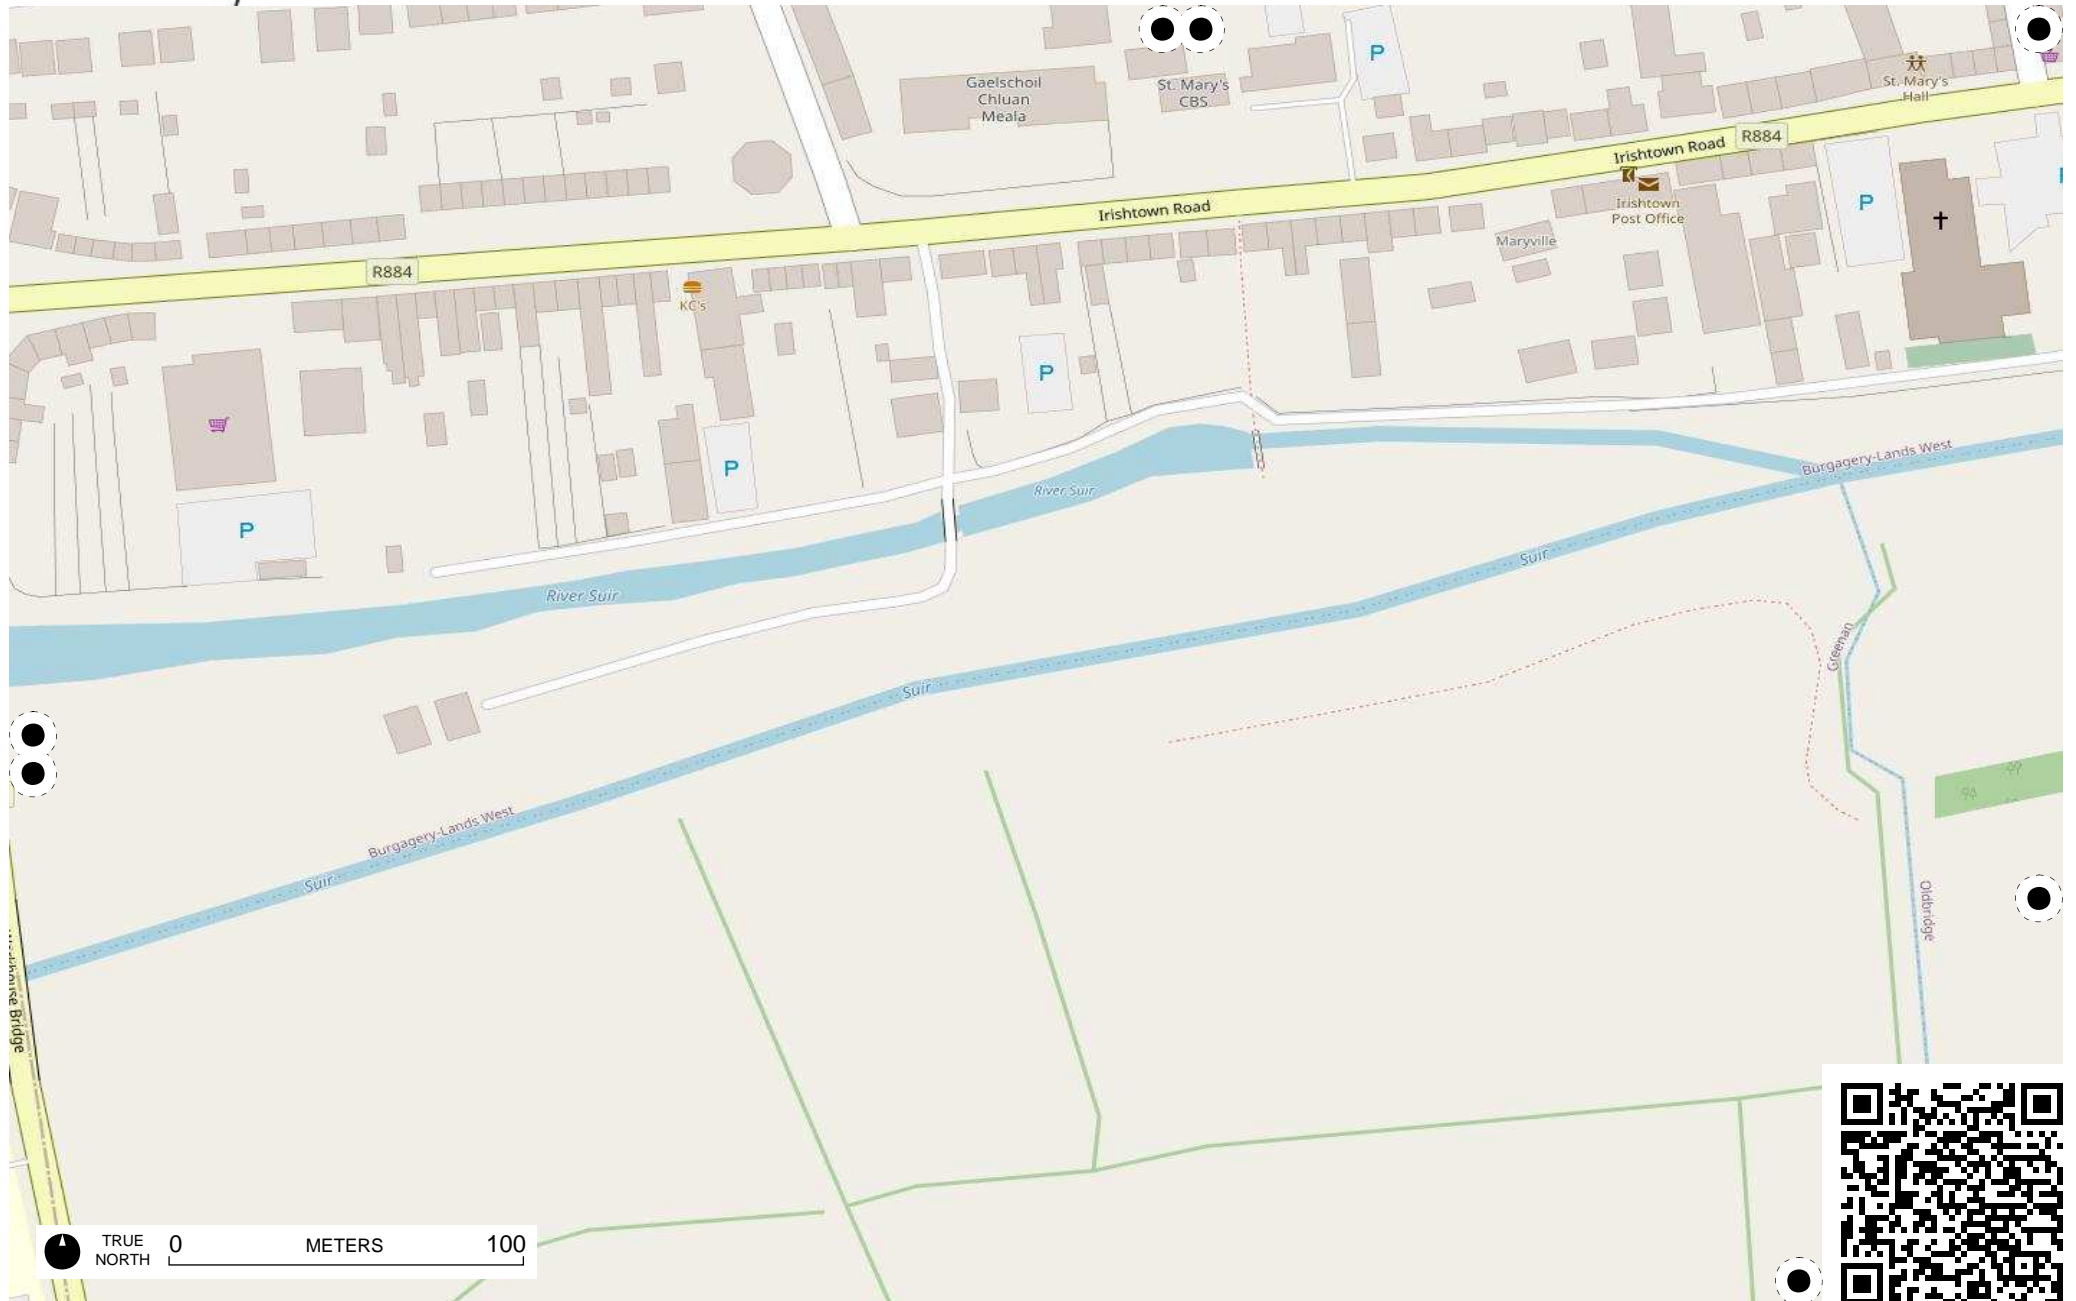 Gaelschoil
Chluan
Meala
St. Mary's
CBS
P
St. Mary's
Hall
R884
Irishtown Road
Irishtown Road
Irishtown
Post Office
P
Maryville
R884
KC's
P
P
P
River Suir
River Suir
Burgagery-Lands West
Suir
Suir
Greenan
Burgagery-Lands West
Suir
Oldbridge
TRUE
NORTH
0 METERS 100